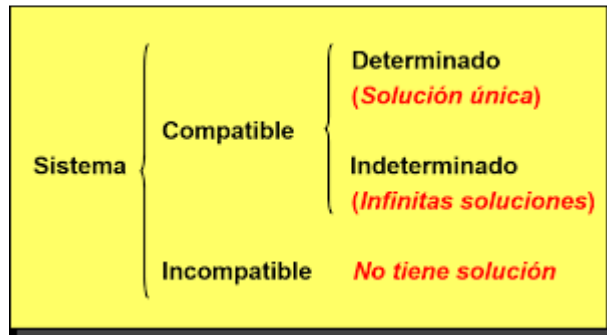 Determinado
(Solución única)
Compatible
Sistema
Indeterminado
(Infinitas soluciones)
Incompatible No tiene solución